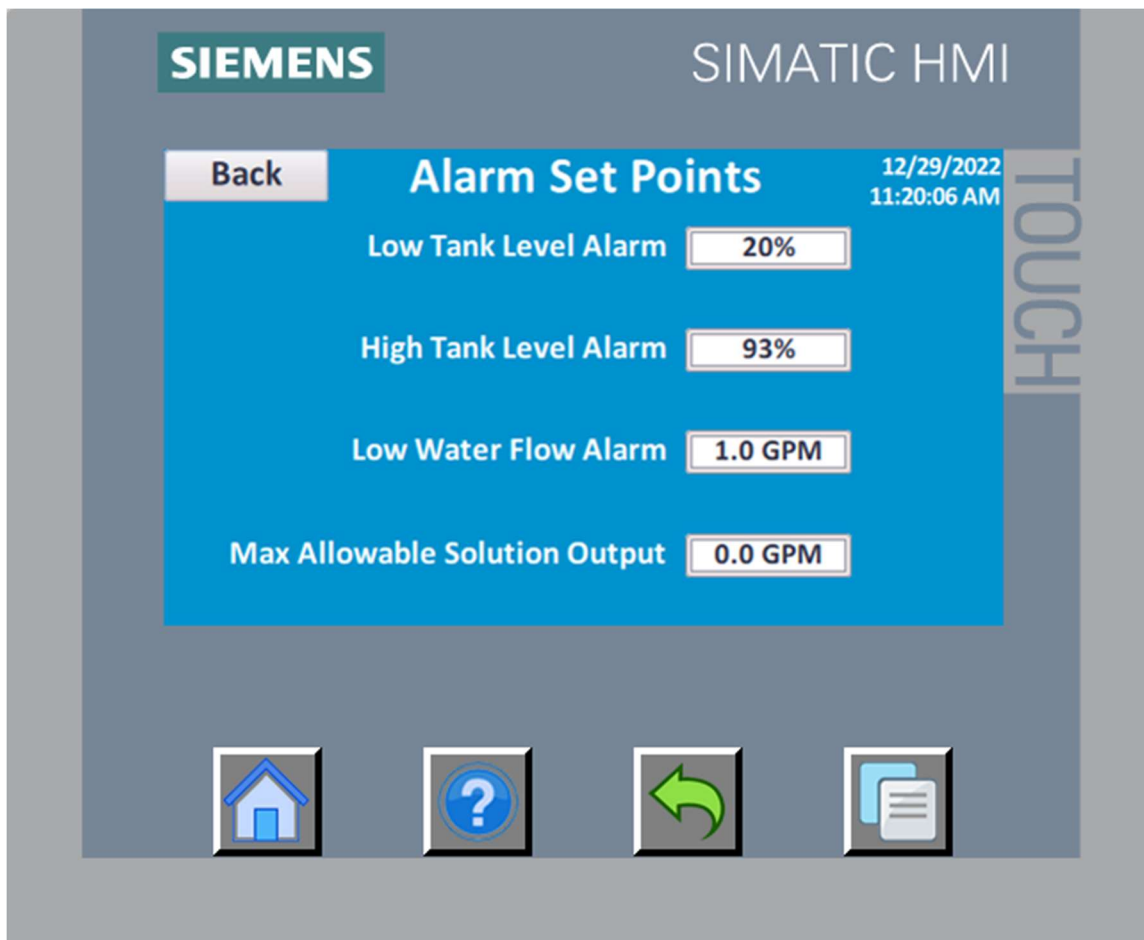 SIEMENS
SIMATIC HMI
TOUCH
Back
Alarm Set Points
12/29/2022
11:20:06 AM
Low Tank Level Alarm 20%
High Tank Level Alarm 93%
Low Water Flow Alarm 1.0 GPM
Max Allowable Solution Output 0.0 GPM
?